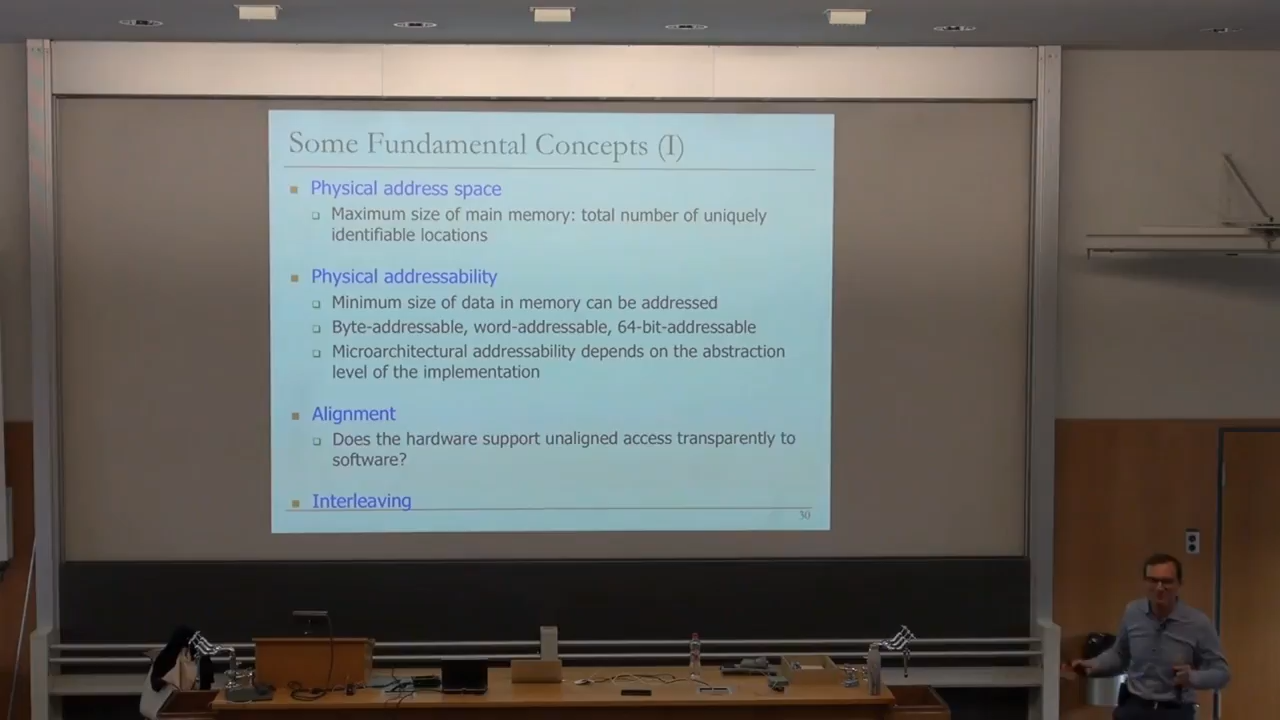 Some Fundamental Concepts (I)
Physical address space
Maximum size of main memory: total number of uniquely
identifiable locations
Physical addressability
Minimum size of data in memory can be addressed
Byte-addressable, word-addressable, 64-bit-addressable
Microarchitectural addressability depends on the abstraction
level of the implementation
Alignment
Does the hardware support unaligned access transparently to
software?
Interleaving
30